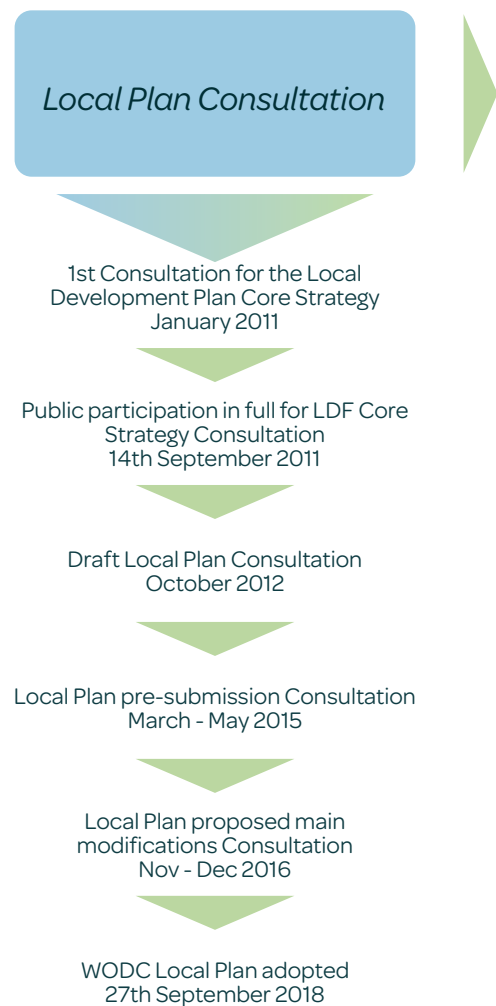 Local Plan Consultation
1st Consultation for the Local
Development Plan Core Strategy
January 2011
Public participation in full for LDF Core
Strategy Consultation
14th September 2011
Draft Local Plan Consultation
October 2012
Local Plan pre-submission Consultation
March - May 2015
Local Plan proposed main
modifications Consultation
Nov - Dec 2016
WODC Local Plan adopted
27th September 2018